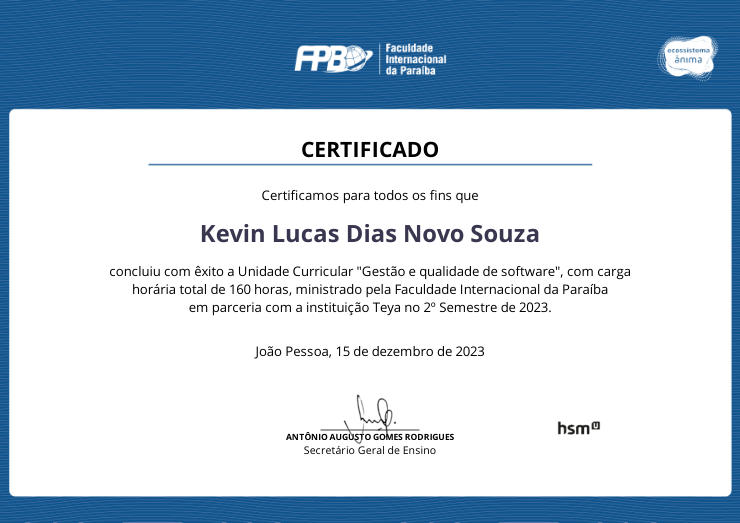 FPB
Faculdade
Internacional
da Paraíba
ecossistema
ânima
CERTIFICADO
Certificamos para todos os fins que
Kevin Lucas Dias Novo Souza
concluiu com êxito a Unidade Curricular "Gestão e qualidade de software", com carga
horária total de 160 horas, ministrado pela Faculdade Internacional da Paraíba
em parceria com a instituição Teya no 2º Semestre de 2023.
João Pessoa, 15 de dezembro de 2023
ANTÔNIO AUGUSTO GOMES RODRIGUES
Secretário Geral de Ensino
hsm U